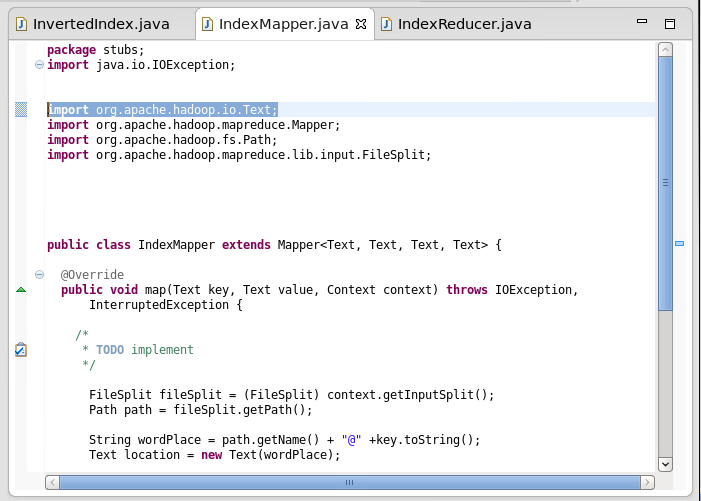 InvertedIndex.java IndexMapper.java IndexReducer.java
package stubs;
import java.io.IOException;
import org.apache.hadoop.io.Text;
import org.apache.hadoop.mapreduce.Mapper;
import org.apache.hadoop.fs.Path;
import org.apache.hadoop.mapreduce.lib.input.FileSplit;
public class IndexMapper extends Mapper<Text, Text, Text, Text> {
@Override
public void map(Text key, Text value, Context context) throws IOException,
InterruptedException {
/*
* TODO implement
*/
FileSplit fileSplit = (FileSplit) context.getInputSplit();
Path path = fileSplit.getPath();
String wordPlace = path.getName() + "@" +key.toString();
Text location = new Text(wordPlace);